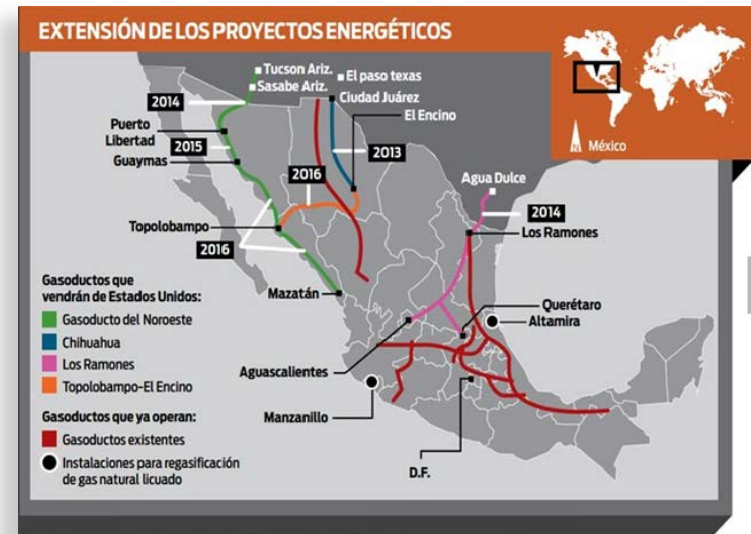 EXTENSIÓN DE LOS PROYECTOS ENERGÉTICOS
México
N
Tucson Ariz.
Sasabe Ariz.
El paso texas
Ciudad Juárez
El Encino
2014
Puerto
Libertad
2015
Guaymas
2016
2013
Agua Dulce
2014
Los Ramones
Topolobampo
2016
Mazatán
Querétaro
Altamira
Aguascalientes
Manzanillo
D.F.
Gasoductos que
vendrán de Estados Unidos:
Gasoducto del Noroeste
Chihuahua
Los Ramones
Topolobampo-El Encino
Gasoductos que ya operan:
Gasoductos existentes
Instalaciones para regasificación
de gas natural licuado